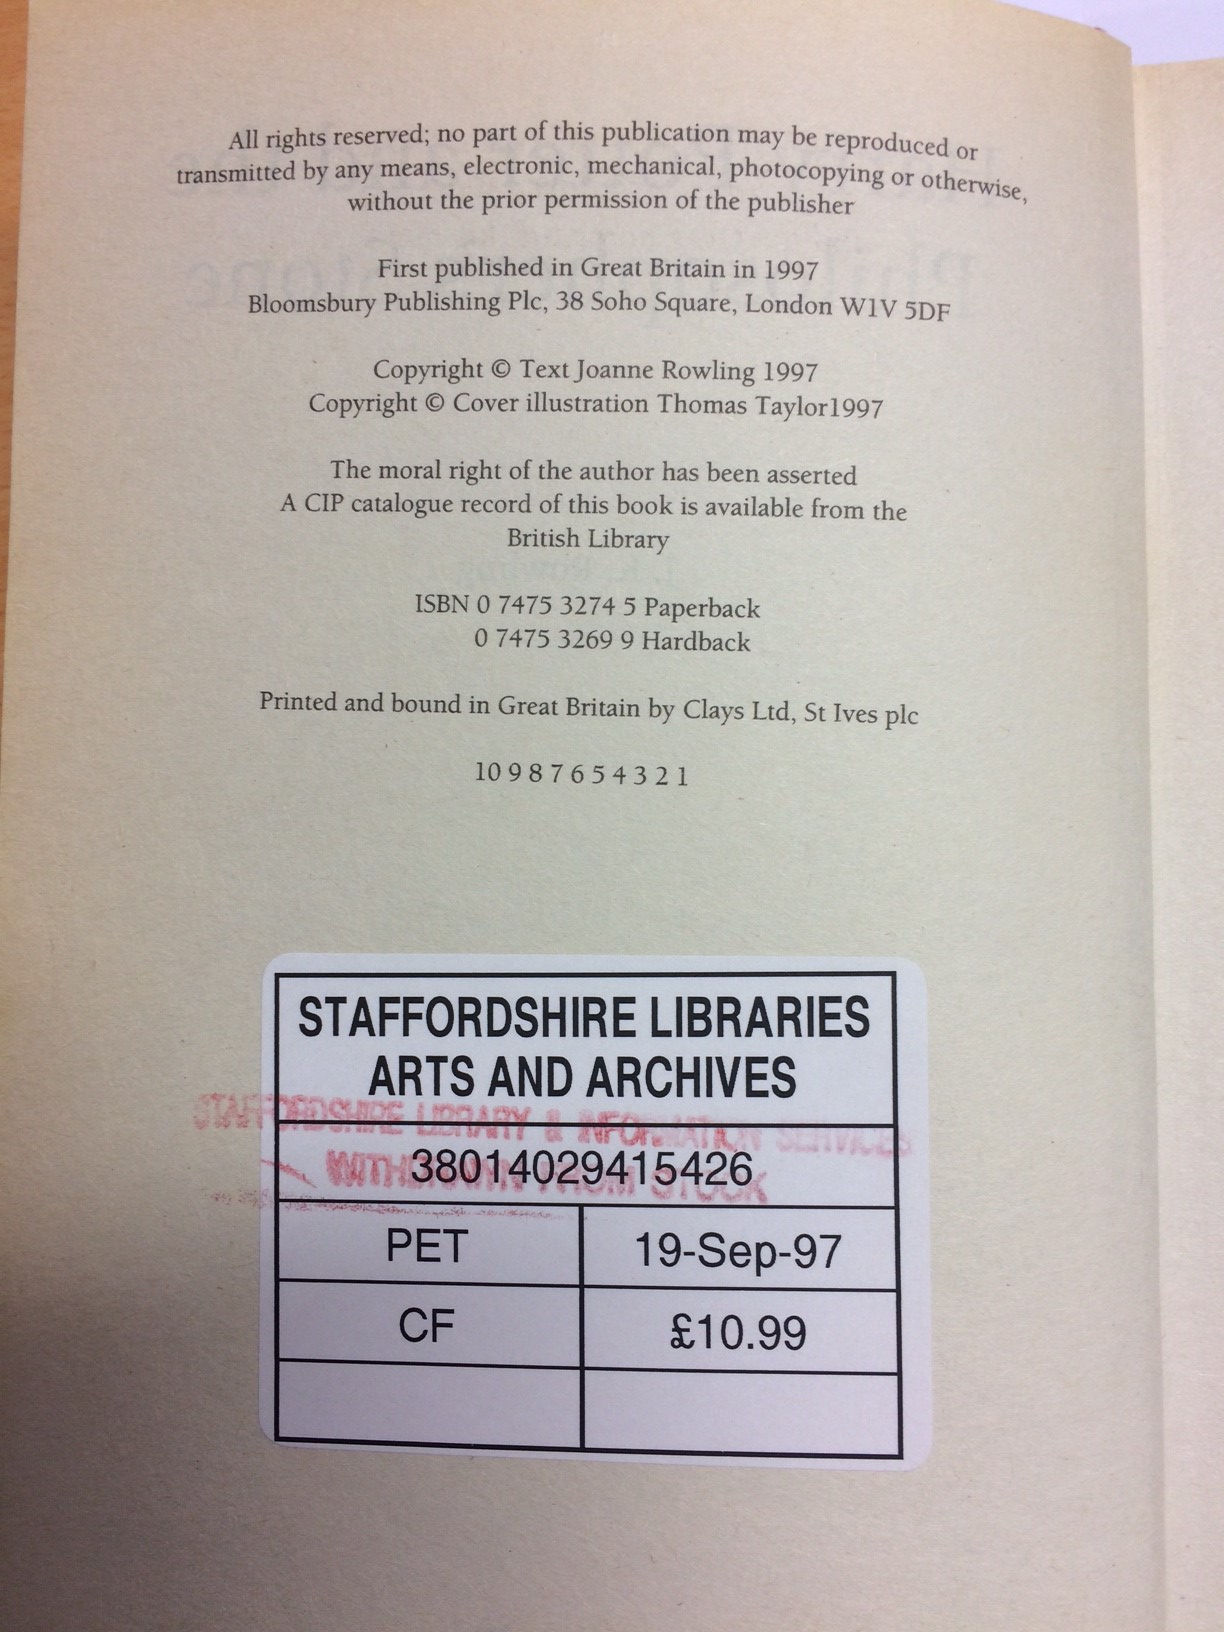 All rights reserved; no part of this publication may be reproduced or
transmitted by any means, electronic, mechanical, photocopying or otherwise,
without the prior permission of the publisher
First published in Great Britain in 1997
Bloomsbury Publishing Plc, 38 Soho Square, London W1V 5DF
Copyright © Text Joanne Rowling 1997
Copyright © Cover illustration Thomas Taylor1997
The moral right of the author has been asserted
A CIP catalogue record of this book is available from the
British Library
ISBN 0 7475 3274 5 Paperback
0 7475 3269 9 Hardback
Printed and bound in Great Britain by Clays Ltd, St Ives plc
10 9 8 7 6 5 4 3 2 1
STAFFORDSHIRE LIBRARIES
ARTS AND ARCHIVES
STAFFORDSHIRE LIBRARY & INFORMATION SERVICES
38014029415426
WITHDRAWN FROM STOCK
PET 19-Sep-97
CF £10.99